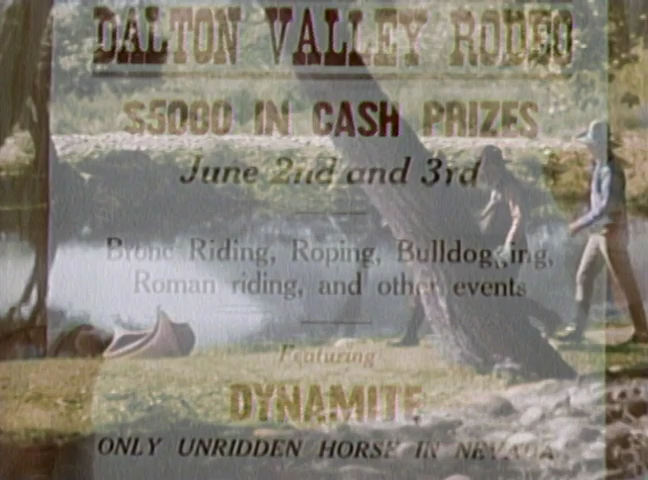 DALTON VALLEY RODEO
$5000 IN CASH PRIZES
June 2nd and 3rd
Bronc Riding, Roping, Bulldogging,
Roman riding, and other events
Featuring
DYNAMITE
ONLY UNRIDDEN HORSE IN NEVADA